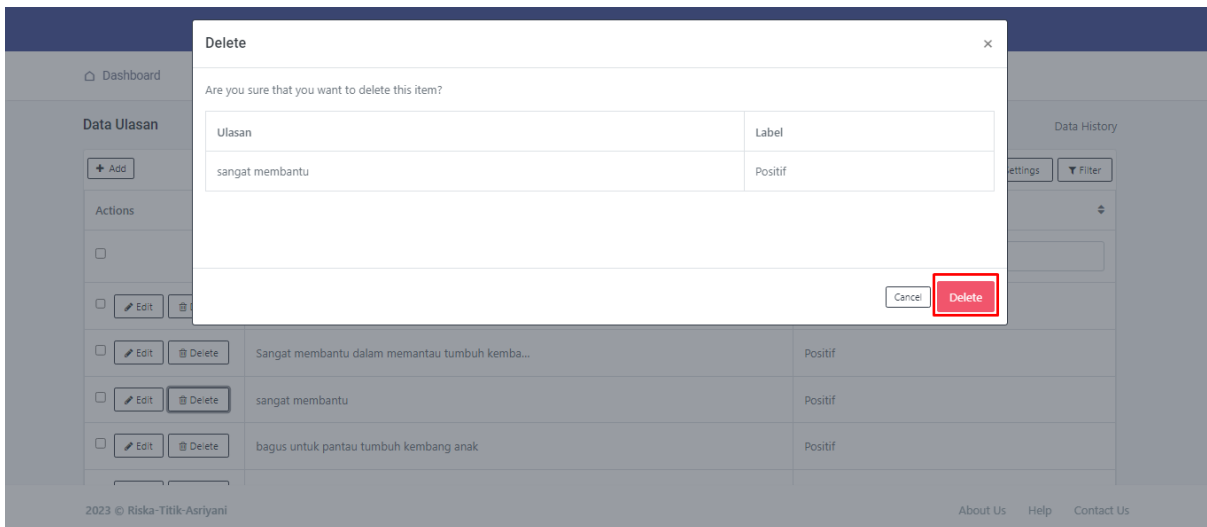 Delete ×
Dashboard
Are you sure that you want to delete this item?
Data Ulasan
Data History
Ulasan Label
sangat membantu Positif
+ Add
Filter
Actions
Cancel Delete
Edit
Edit Delete Sangat membantu dalam memantau tumbuh kemba... Positif
Edit Delete sangat membantu Positif
Edit Delete bagus untuk pantau tumbuh kembang anak Positif
2023 © Riska-Titik-Asriyani About Us Help Contact Us